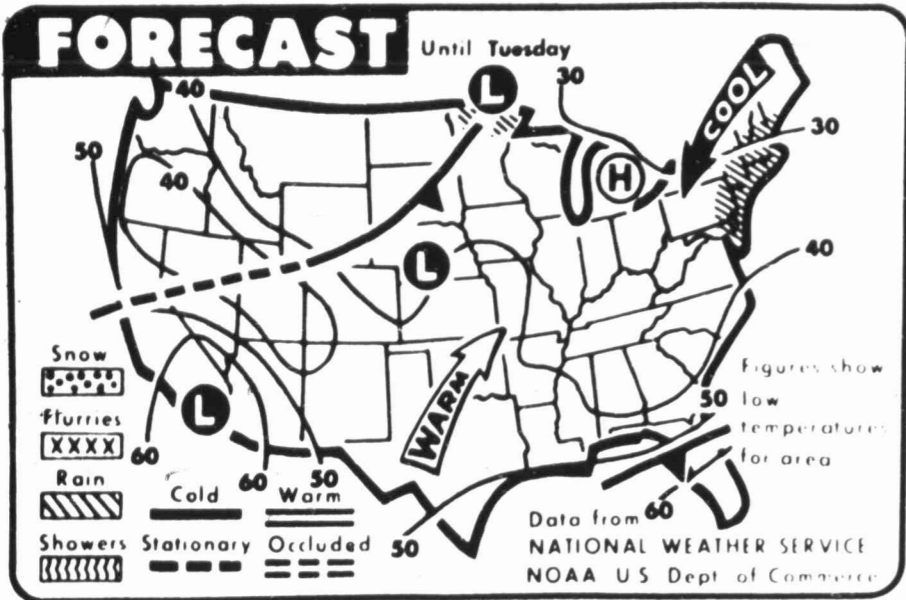 FORECAST
Until Tuesday
30
40
L
COOL
30
50
40
H
L
40
Snow
Figures show
L
50
low
Flurries
WARM
temperatures
60
for area
Rain
60
50
Cold
Warm
60
Data from
Showers
Stationary
Occluded
50
NATIONAL WEATHER SERVICE
NOAA U S Dept of Commerce